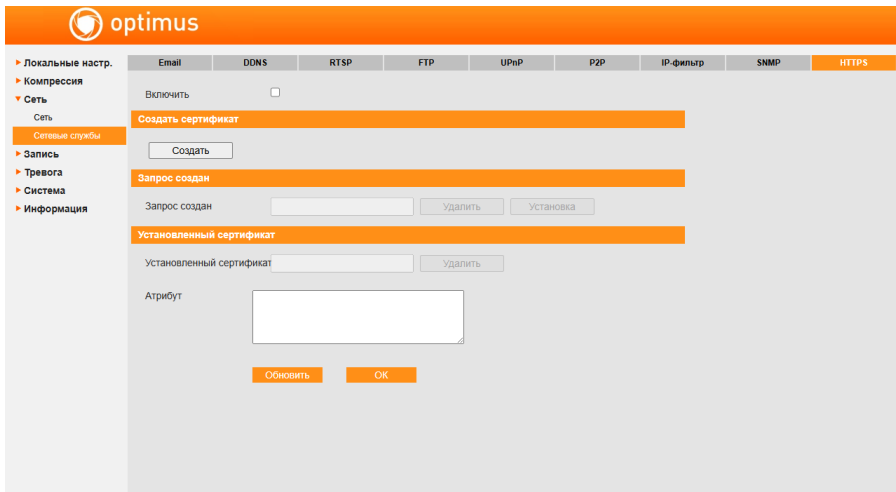 optimus
Локальные настр.
Компрессия
Сеть
Сеть
Сетевые службы
Запись
Тревога
Система
Информация
Email DDNS RTSP FTP UPnP P2P IP-фильтр SNMP HTTPS
Включить
Создать сертификат
Создать
Запрос создан
Запрос создан Удалить Установка
Установленный сертификат
Установленный сертификат Удалить
Атрибут
Обновить ОК